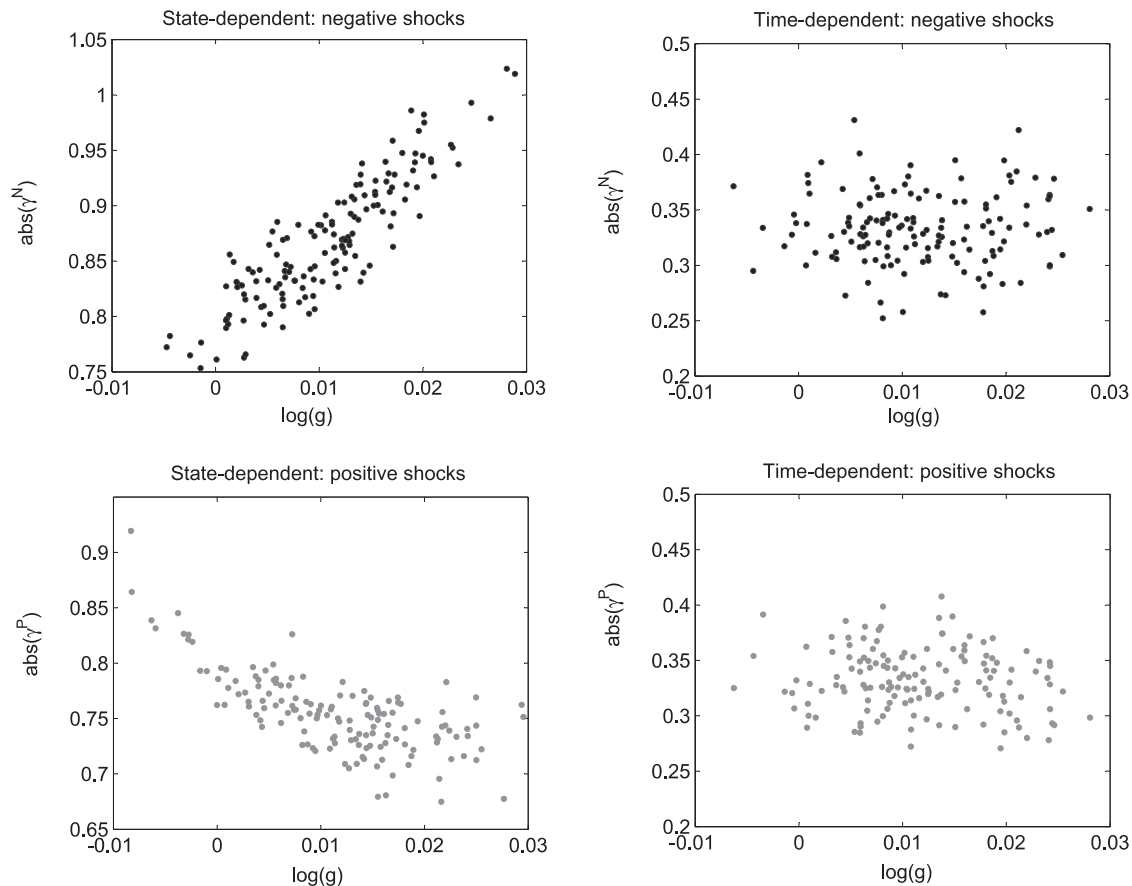 State-dependent: negative shocks
1.05
1
0.95
0.9
0.85
0.8
0.75
abs(γ^N)
-0.01 0 0.01 0.02 0.03
log(g)
Time-dependent: negative shocks
0.5
0.45
0.4
0.35
0.3
0.25
0.2
abs(γ^N)
-0.01 0 0.01 0.02 0.03
log(g)
State-dependent: positive shocks
0.9
0.85
0.8
0.75
0.7
0.65
abs(γ^P)
-0.01 0 0.01 0.02 0.03
log(g)
Time-dependent: positive shocks
0.5
0.45
0.4
0.35
0.3
0.25
0.2
abs(γ^P)
-0.01 0 0.01 0.02 0.03
log(g)